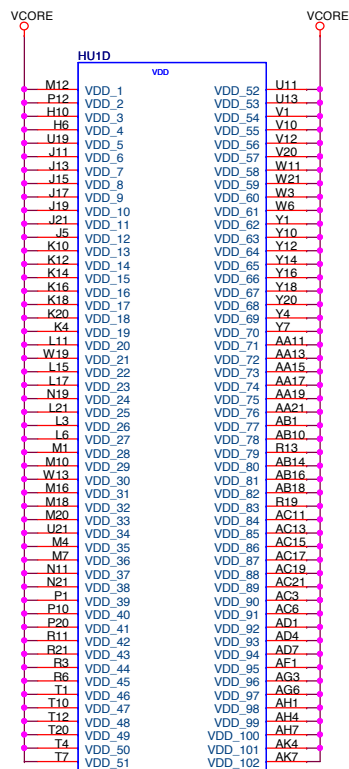 VCORE VCORE
HU1D
VDD
M12 VDD_1 VDD_52 U11
P12 VDD_2 VDD_53 U13
H10 VDD_3 VDD_54 V1
H6 VDD_4 VDD_55 V10
U19 VDD_5 VDD_56 V12
J11 VDD_6 VDD_57 V20
J13 VDD_7 VDD_58 W11
J15 VDD_8 VDD_59 W21
J17 VDD_9 VDD_60 W3
J19 VDD_10 VDD_61 W6
J21 VDD_11 VDD_62 Y1
J5 VDD_12 VDD_63 Y10
K10 VDD_13 VDD_64 Y12
K12 VDD_14 VDD_65 Y14
K14 VDD_15 VDD_66 Y16
K16 VDD_16 VDD_67 Y18
K18 VDD_17 VDD_68 Y20
K20 VDD_18 VDD_69 Y4
K4 VDD_19 VDD_70 Y7
L11 VDD_20 VDD_71 AA11
W19 VDD_21 VDD_72 AA13
L15 VDD_22 VDD_73 AA15
L17 VDD_23 VDD_74 AA17
N19 VDD_24 VDD_75 AA19
L21 VDD_25 VDD_76 AA21
L3 VDD_26 VDD_77 AB1
L6 VDD_27 VDD_78 AB10
M1 VDD_28 VDD_79 R13
M10 VDD_29 VDD_80 AB14
W13 VDD_30 VDD_81 AB16
M16 VDD_31 VDD_82 AB18
M18 VDD_32 VDD_83 R19
M20 VDD_33 VDD_84 AC11
U21 VDD_34 VDD_85 AC13
M4 VDD_35 VDD_86 AC15
M7 VDD_36 VDD_87 AC17
N11 VDD_37 VDD_88 AC19
N21 VDD_38 VDD_89 AC21
P1 VDD_39 VDD_90 AC3
P10 VDD_40 VDD_91 AC6
P20 VDD_41 VDD_92 AD1
R11 VDD_42 VDD_93 AD4
R21 VDD_43 VDD_94 AD7
R3 VDD_44 VDD_95 AF1
R6 VDD_45 VDD_96 AG3
T1 VDD_46 VDD_97 AG6
T10 VDD_47 VDD_98 AH1
T12 VDD_48 VDD_99 AH4
T20 VDD_49 VDD_100 AH7
T4 VDD_50 VDD_101 AK4
T7 VDD_51 VDD_102 AK7